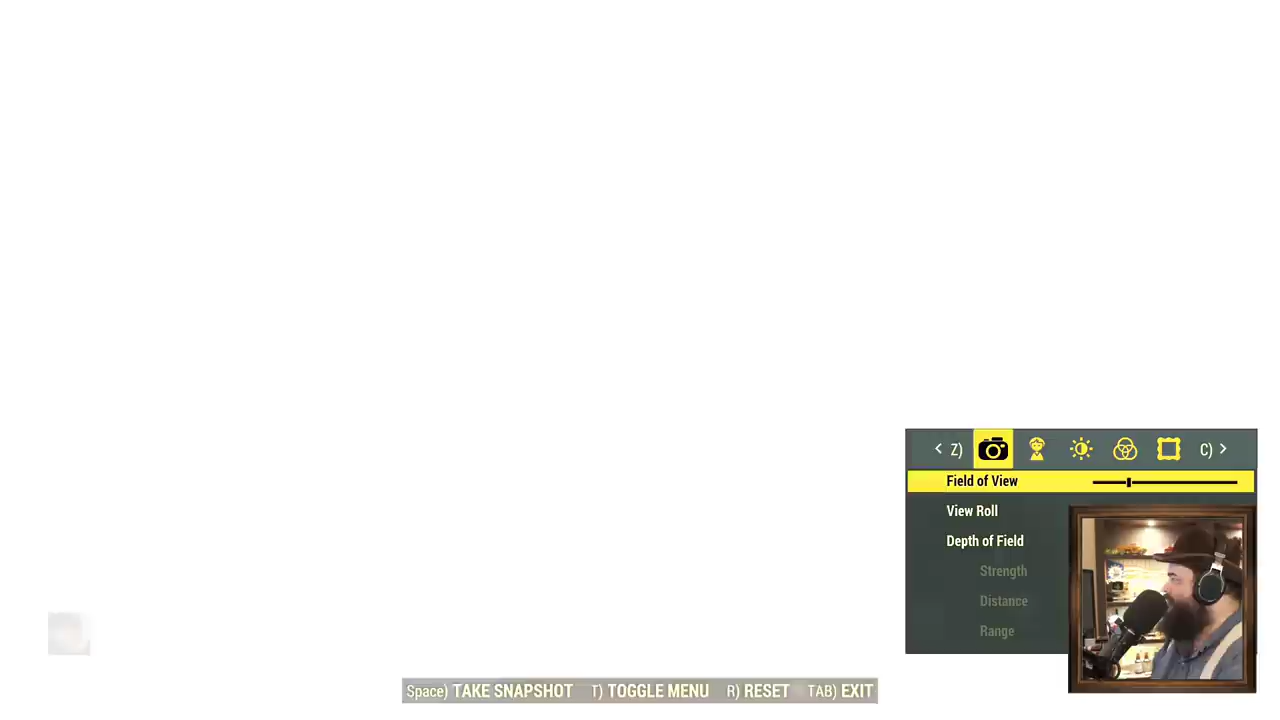 < Z) C) >
Field of View
View Roll
Depth of Field
Strength
Distance
Range
Space) TAKE SNAPSHOT T) TOGGLE MENU R) RESET TAB) EXIT